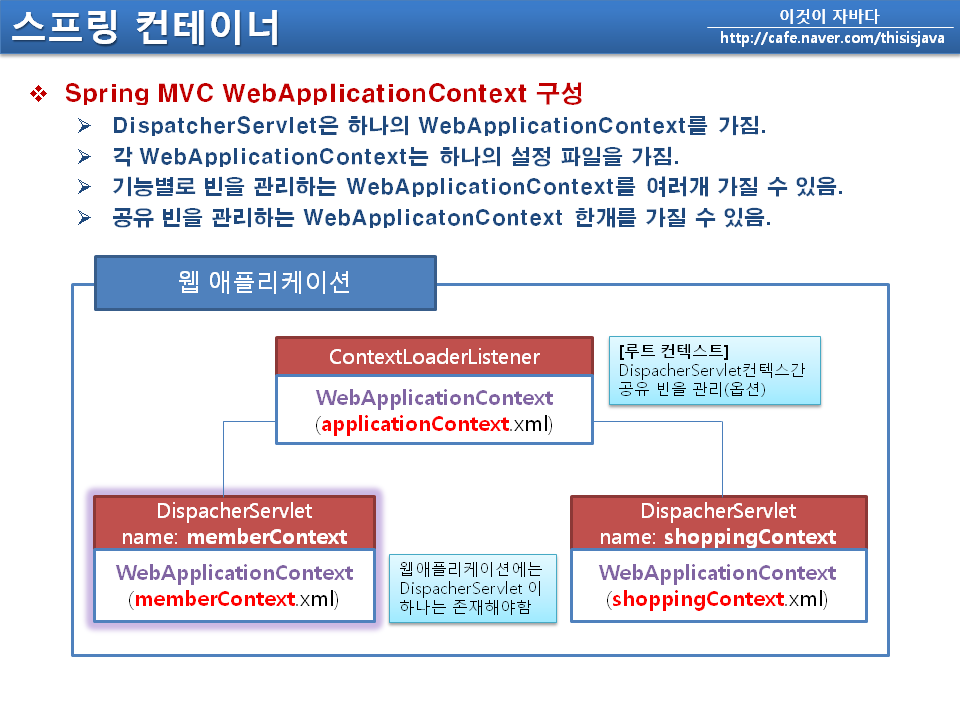 스프링 컨테이너
이것이 자바다
http://cafe.naver.com/thisisjava
Spring MVC WebApplicationContext 구성
DispatcherServlet은 하나의 WebApplicationContext를 가짐.
각 WebApplicationContext는 하나의 설정 파일을 가짐.
기능별로 빈을 관리하는 WebApplicationContext를 여러개 가질 수 있음.
공유 빈을 관리하는 WebApplicatonContext 한개를 가질 수 있음.
웹 애플리케이션
ContextLoaderListener
WebApplicationContext
(applicationContext.xml)
[루트 컨텍스트]
DispacherServlet컨텍스간
공유 빈을 관리(옵션)
DispacherServlet
name: memberContext
WebApplicationContext
(memberContext.xml)
웹애플리케이션에는
DispacherServlet 이
하나는 존재해야함
DispacherServlet
name: shoppingContext
WebApplicationContext
(shoppingContext.xml)